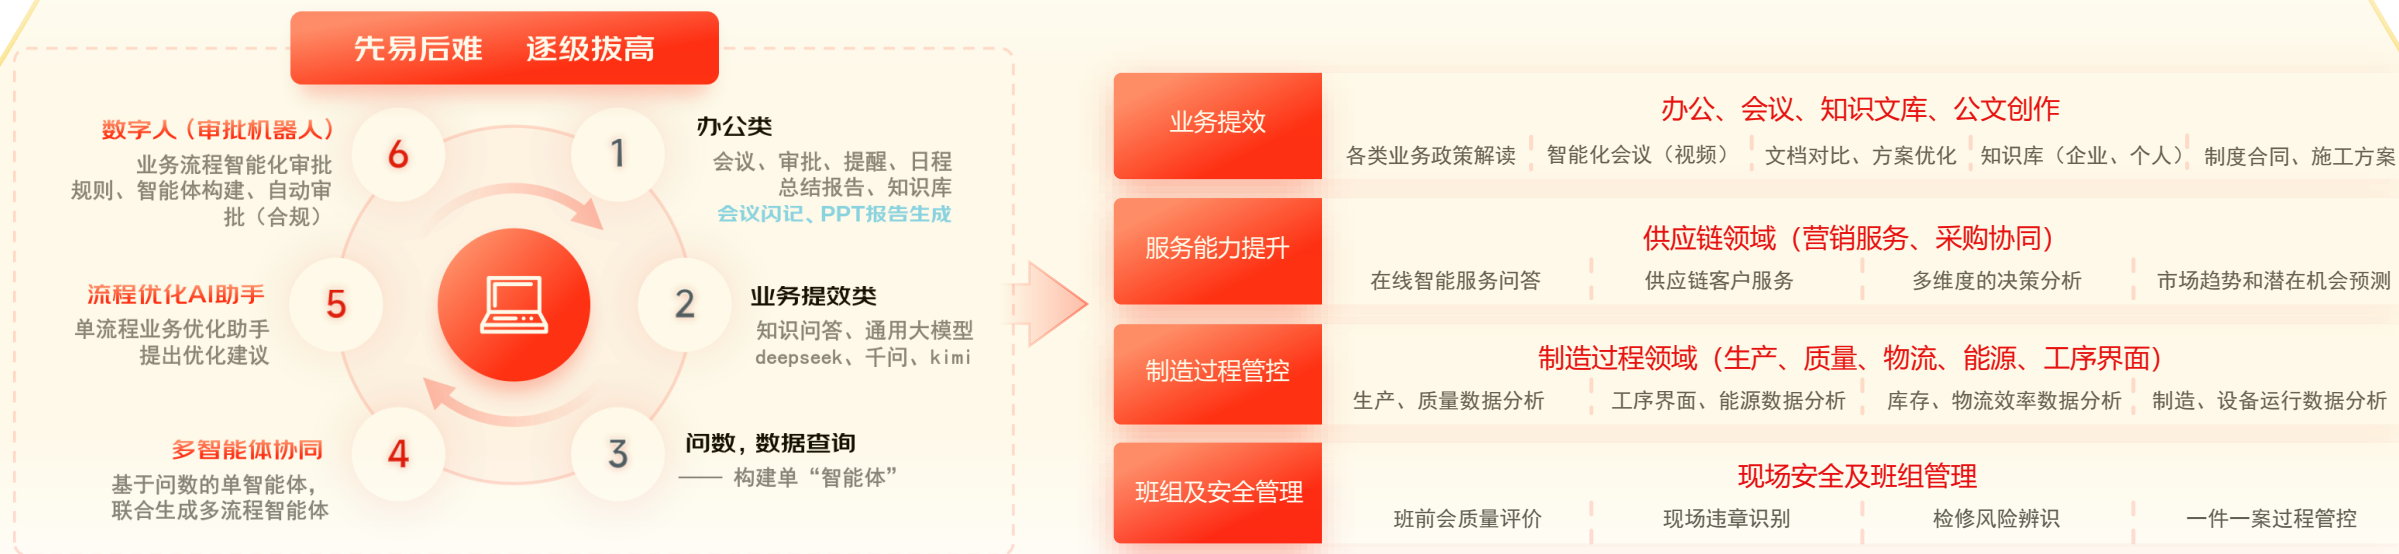 先易后难 逐级拔高
1
办公类
会议、审批、提醒、日程
总结报告、知识库
会议闪记、PPT报告生成
2
业务提效类
知识问答、通用大模型
deepseek、千问、kimi
3
问数，数据查询
—— 构建单“智能体”
4
多智能体协同
基于问数的单智能体，
联合生成多流程智能体
5
流程优化AI助手
单流程业务优化助手
提出优化建议
6
数字人（审批机器人）
业务流程智能化审批
规则、智能体构建、自动审
批（合规）
业务提效
办公、会议、知识文库、公文创作
各类业务政策解读 智能化会议（视频） 文档对比、方案优化 知识库（企业、个人） 制度合同、施工方案
服务能力提升
供应链领域（营销服务、采购协同）
在线智能服务问答 供应链客户服务 多维度的决策分析 市场趋势和潜在机会预测
制造过程管控
制造过程领域（生产、质量、物流、能源、工序界面）
生产、质量数据分析 工序界面、能源数据分析 库存、物流效率数据分析 制造、设备运行数据分析
班组及安全管理
现场安全及班组管理
班前会质量评价 现场违章识别 检修风险辨识 一件一案过程管控